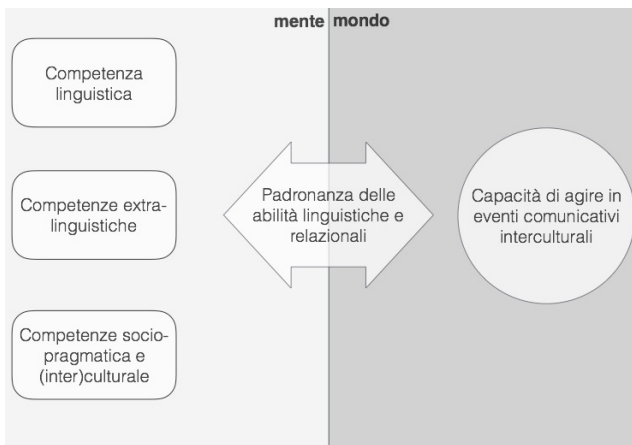 mente mondo
Competenza
linguistica
Competenze extra-
linguistiche
Competenze socio-
pragmatica e
(inter)culturale
Padronanza delle
abilità linguistiche e
relazionali
Capacità di agire in
eventi comunicativi
interculturali